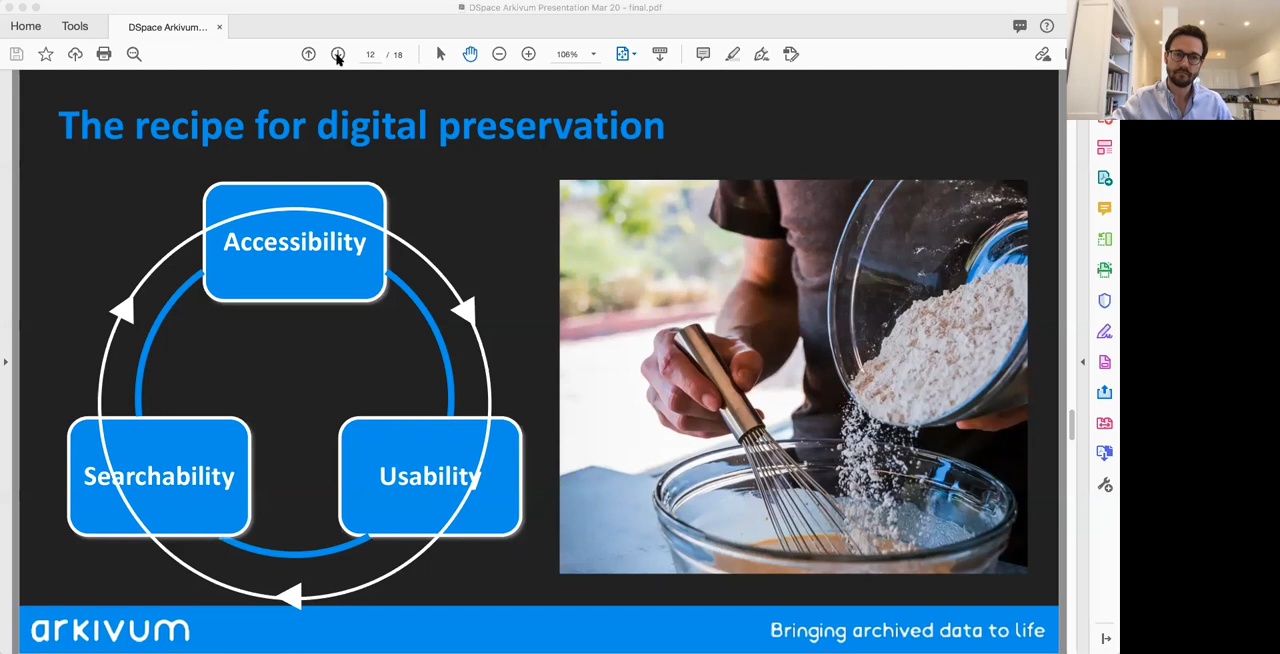 DSpace Arkivum Presentation Mar 20 - final.pdf
Home
Tools
DSpace Arkivum...
×
12 / 18
106%
The recipe for digital preservation
Accessibility
Searchability
Usability
arkivum
Bringing archived data to life